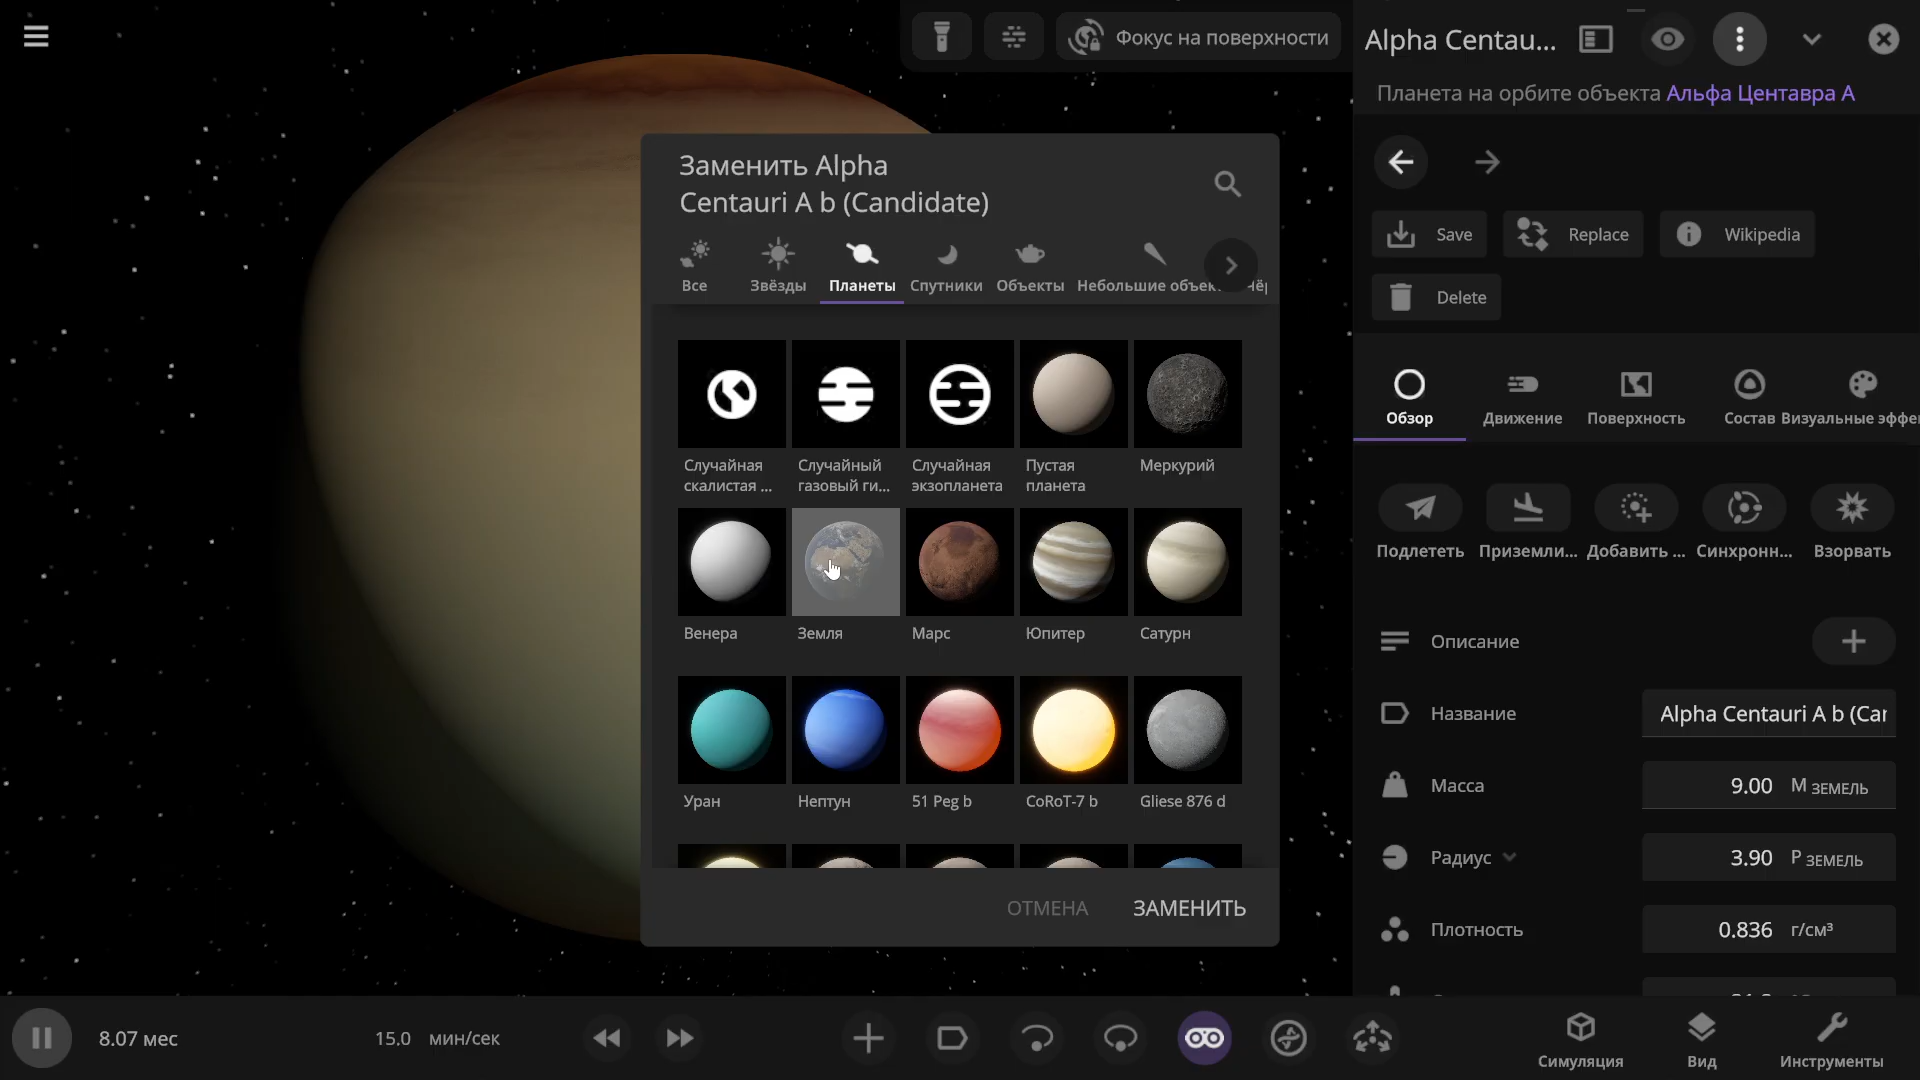 Фокус на поверхности
Alpha Centau...
Планета на орбите объекта Альфа Центавра A
Заменить Alpha
Centauri A b (Candidate)
Все
Звёзды
Планеты
Спутники
Объекты
Небольшие объек
Случайная
скалистая ...
Случайный
газовый ги...
Случайная
экзопланета
Пустая
планета
Меркурий
Венера
Земля
Марс
Юпитер
Сатурн
Уран
Нептун
51 Peg b
CoRoT-7 b
Gliese 876 d
ОТМЕНА
ЗАМЕНИТЬ
Save
Replace
Wikipedia
Delete
Обзор
Движение
Поверхность
Состав
Визуальные эффе
Подлететь
Приземли...
Добавить ...
Синхронн...
Взорвать
Описание
Название
Alpha Centauri A b (Car
Масса
9.00 М ЗЕМЕЛЬ
Радиус
3.90 Р ЗЕМЕЛЬ
Плотность
0.836 г/см³
8.07 мес
15.0 мин/сек
Симуляция
Вид
Инструменты